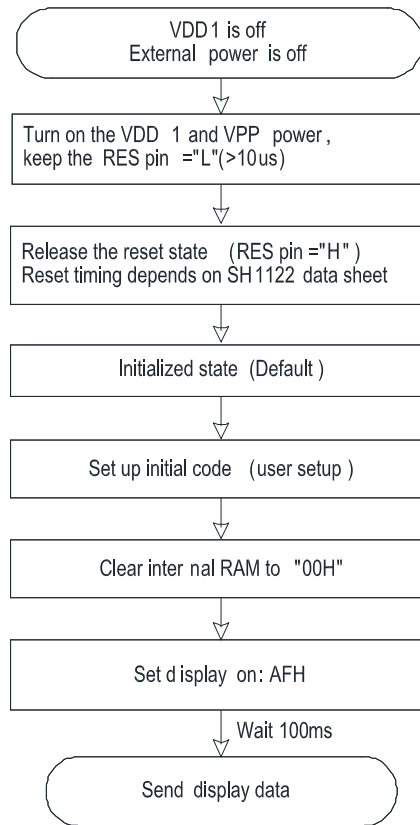 VDD1 is off
External power is off
Turn on the VDD 1 and VPP power,
keep the RES pin ="L"(>10us)
Release the reset state (RES pin ="H")
Reset timing depends on SH1122 data sheet
Initialized state (Default)
Set up initial code (user setup)
Clear inter nal RAM to "00H"
Set d isplay on: AFH
Wait 100ms
Send display data